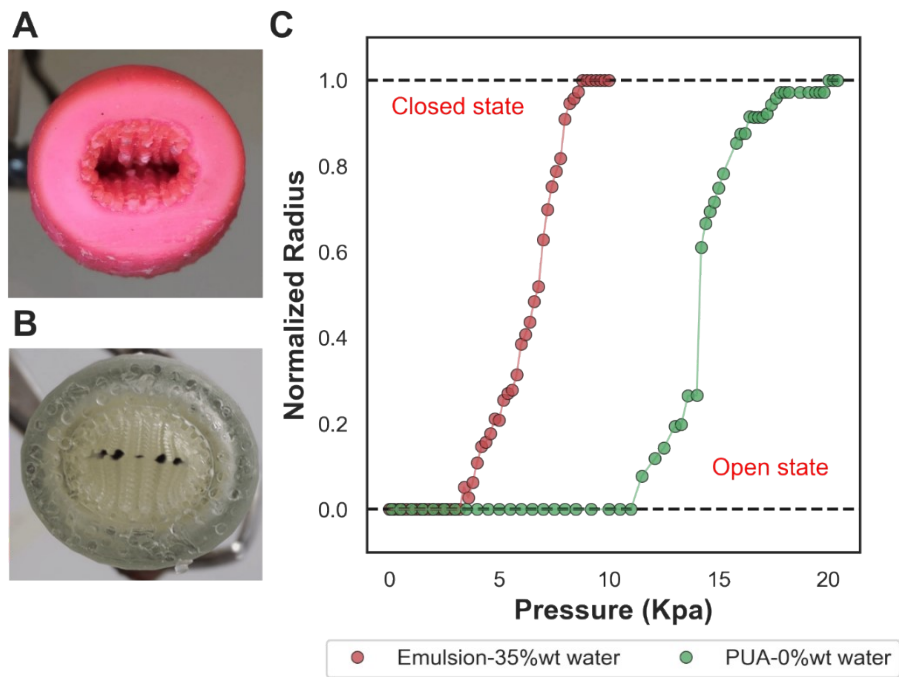 A
B
C
Normalized Radius
1.0
0.8
0.6
0.4
0.2
0.0
Closed state
Open state
0 5 10 15 20
Pressure (Kpa)
Emulsion-35%wt water PUA-0%wt water